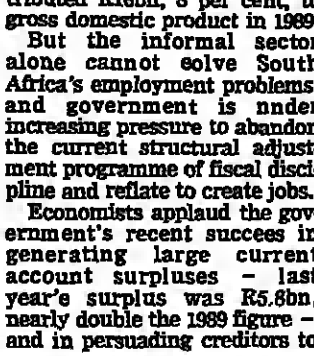 gross domestic product in 1989
But the informal sector
alone cannot eolve South
Africa's employment problems
and government is nnder
increasing pressure to abandon
the current structural adjust
ment programme of fiscal disci
pline and reflate to create jobs.
Economists applaud the gov
ernment's recent succees in
generating large current
account surpluses – last
year'e surplus was R5.8bn,
nearly double the 1989 figure –
and in persuading creditors to